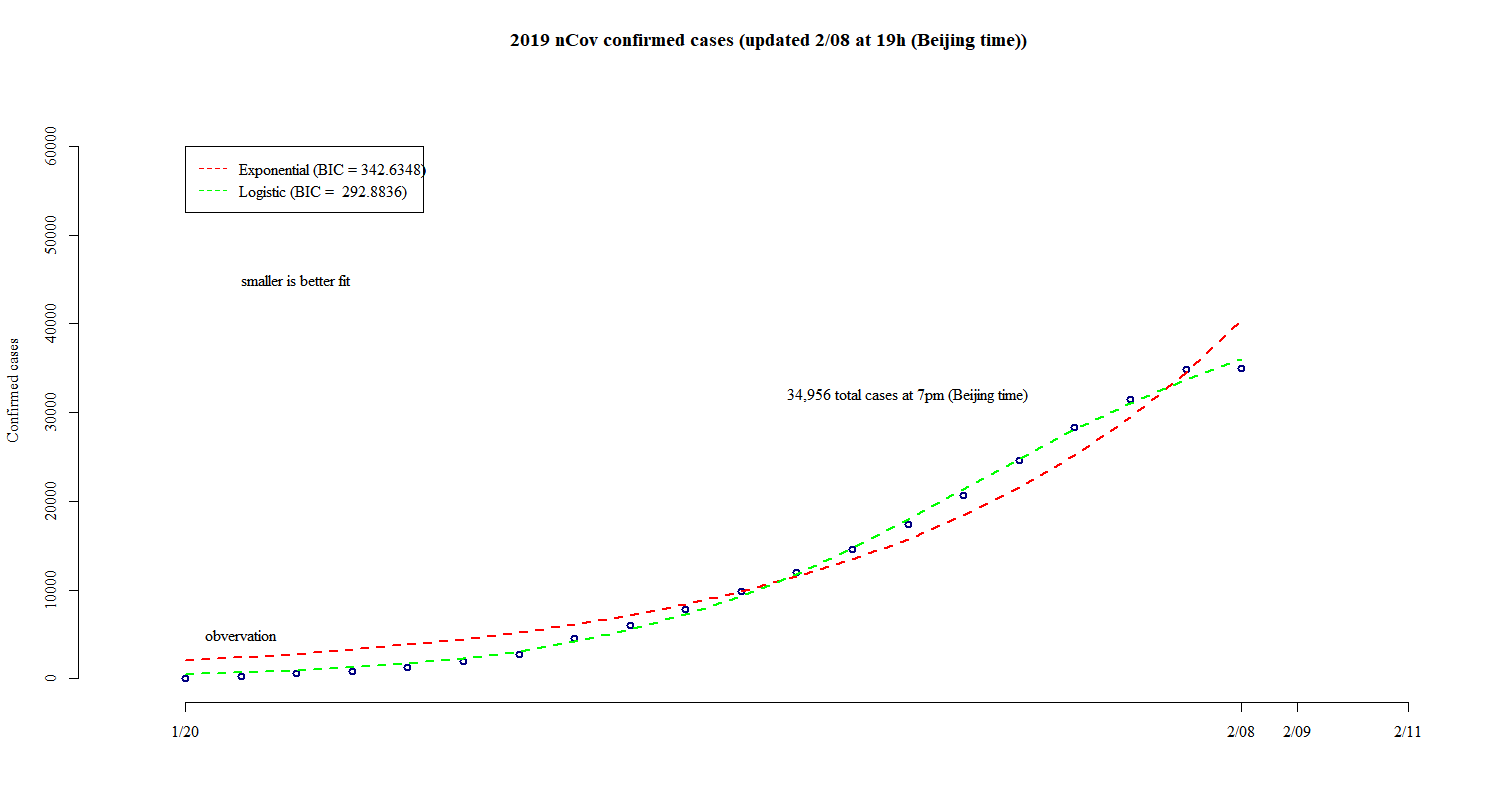 2019 nCov confirmed cases (updated 2/08 at 19h (Beijing time))
Exponential (BIC = 342.6348)
Logistic (BIC =  292.8836)
smaller is better fit
34,956 total cases at 7pm (Beijing time)
obvervation
Confirmed cases
60000
50000
40000
30000
20000
10000
0
1/20
2/08
2/09
2/11